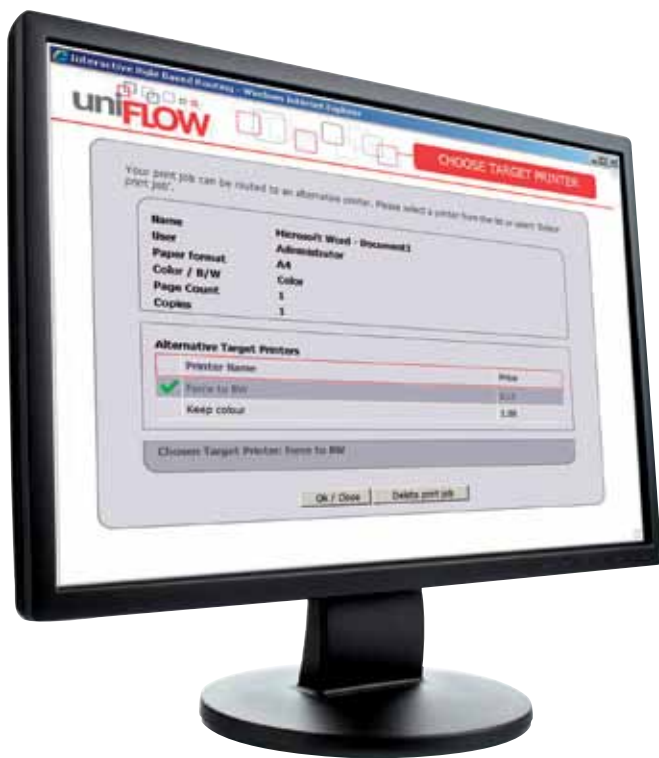 Interactive Rule Based Routing - Windows Internet Explorer
uniFLOW
CHOOSE TARGET PRINTER
Your print job can be routed to an alternative printer. Please select a printer from the list or select 'Delete
print job'.
Name Microsoft Word - Document1
User Administrator
Paper format A4
Color / B/W Color
Page Count 1
Copies 1
Alternative Target Printers
Printer Name Price
Force to BW
Keep colour 1.00
Chosen Target Printer: Force to BW
Ok / Close Delete print job